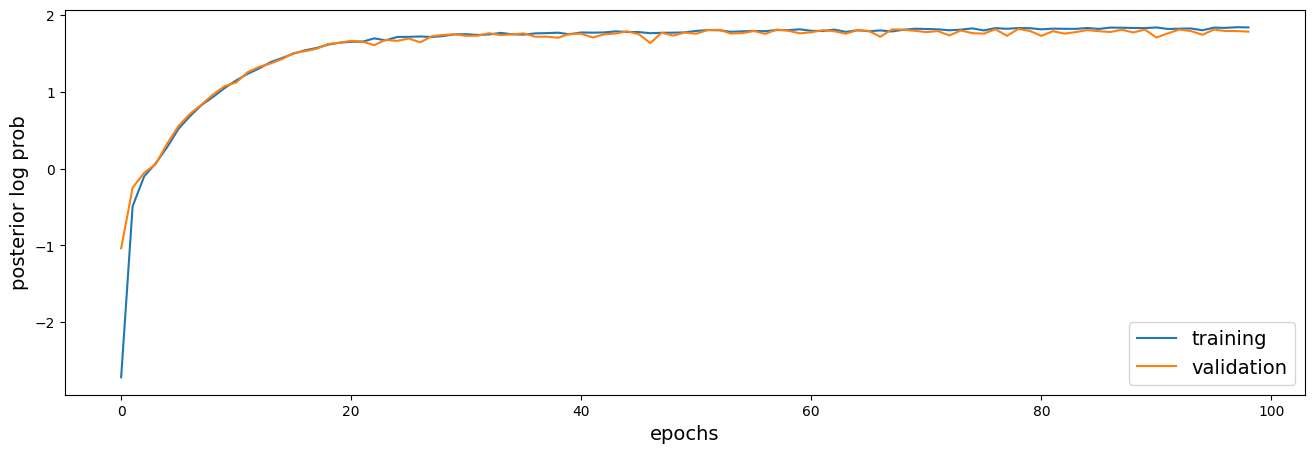 2
1
0
−1
−2
posterior log prob
0 20 40 60 80 100
epochs
training
validation